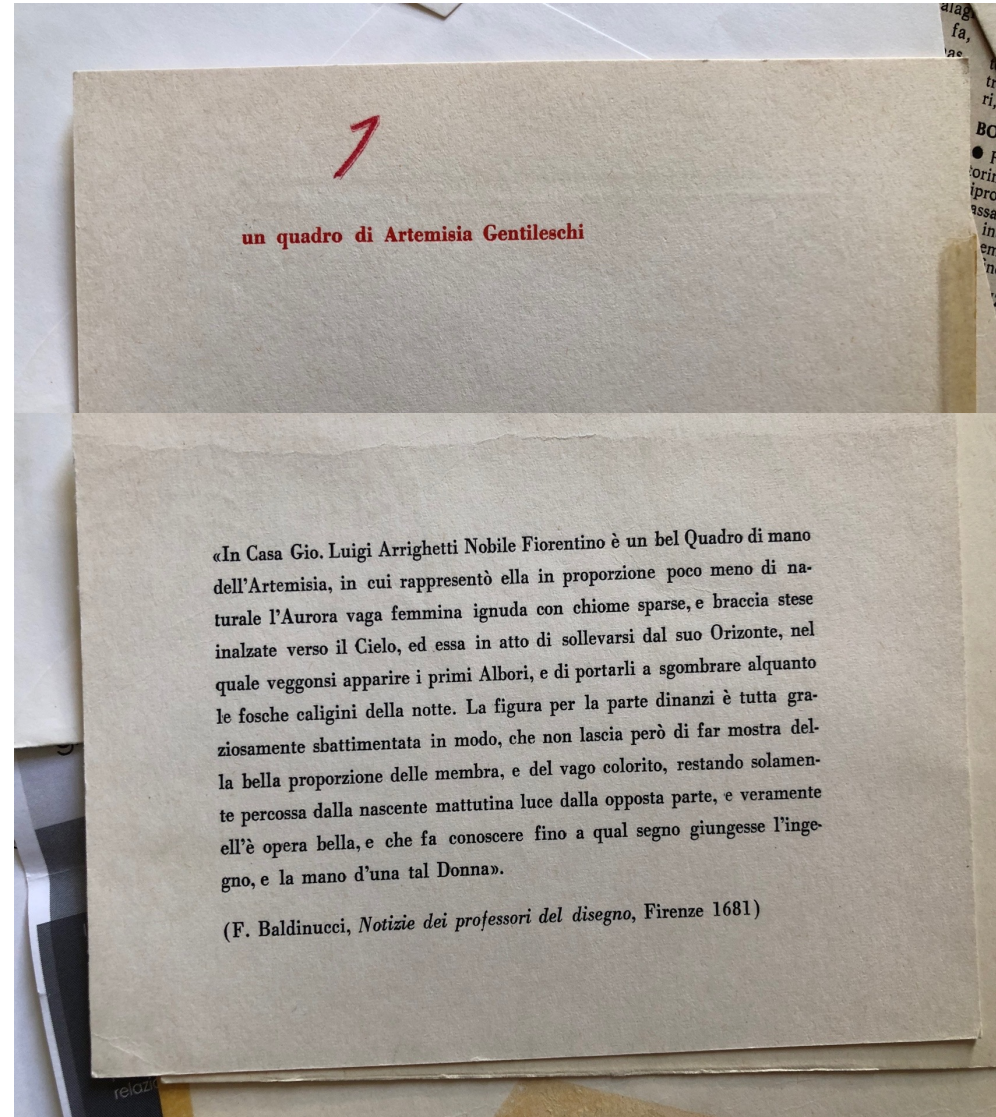 alag-
fa,
ri,
BO
1
un quadro di Artemisia Gentileschi
«In Casa Gio. Luigi Arrighetti Nobile Fiorentino è un bel Quadro di mano
dell'Artemisia, in cui rappresentò ella in proporzione poco meno di na-
turale l'Aurora vaga femmina ignuda con chiome sparse, e braccia stese
inalzate verso il Cielo, ed essa in atto di sollevarsi dal suo Orizonte, nel
quale veggonsi apparire i primi Albori, e di portarli a sgombrare alquanto
le fosche caligini della notte. La figura per la parte dinanzi è tutta gra-
ziosamente sbattimentata in modo, che non lascia però di far mostra del-
la bella proporzione delle membra, e del vago colorito, restando solamen-
te percossa dalla nascente mattutina luce dalla opposta parte, e veramente
ell'è opera bella, e che fa conoscere fino a qual segno giungesse l'inge-
gno, e la mano d'una tal Donna».
(F. Baldinucci, Notizie dei professori del disegno, Firenze 1681)
relazi